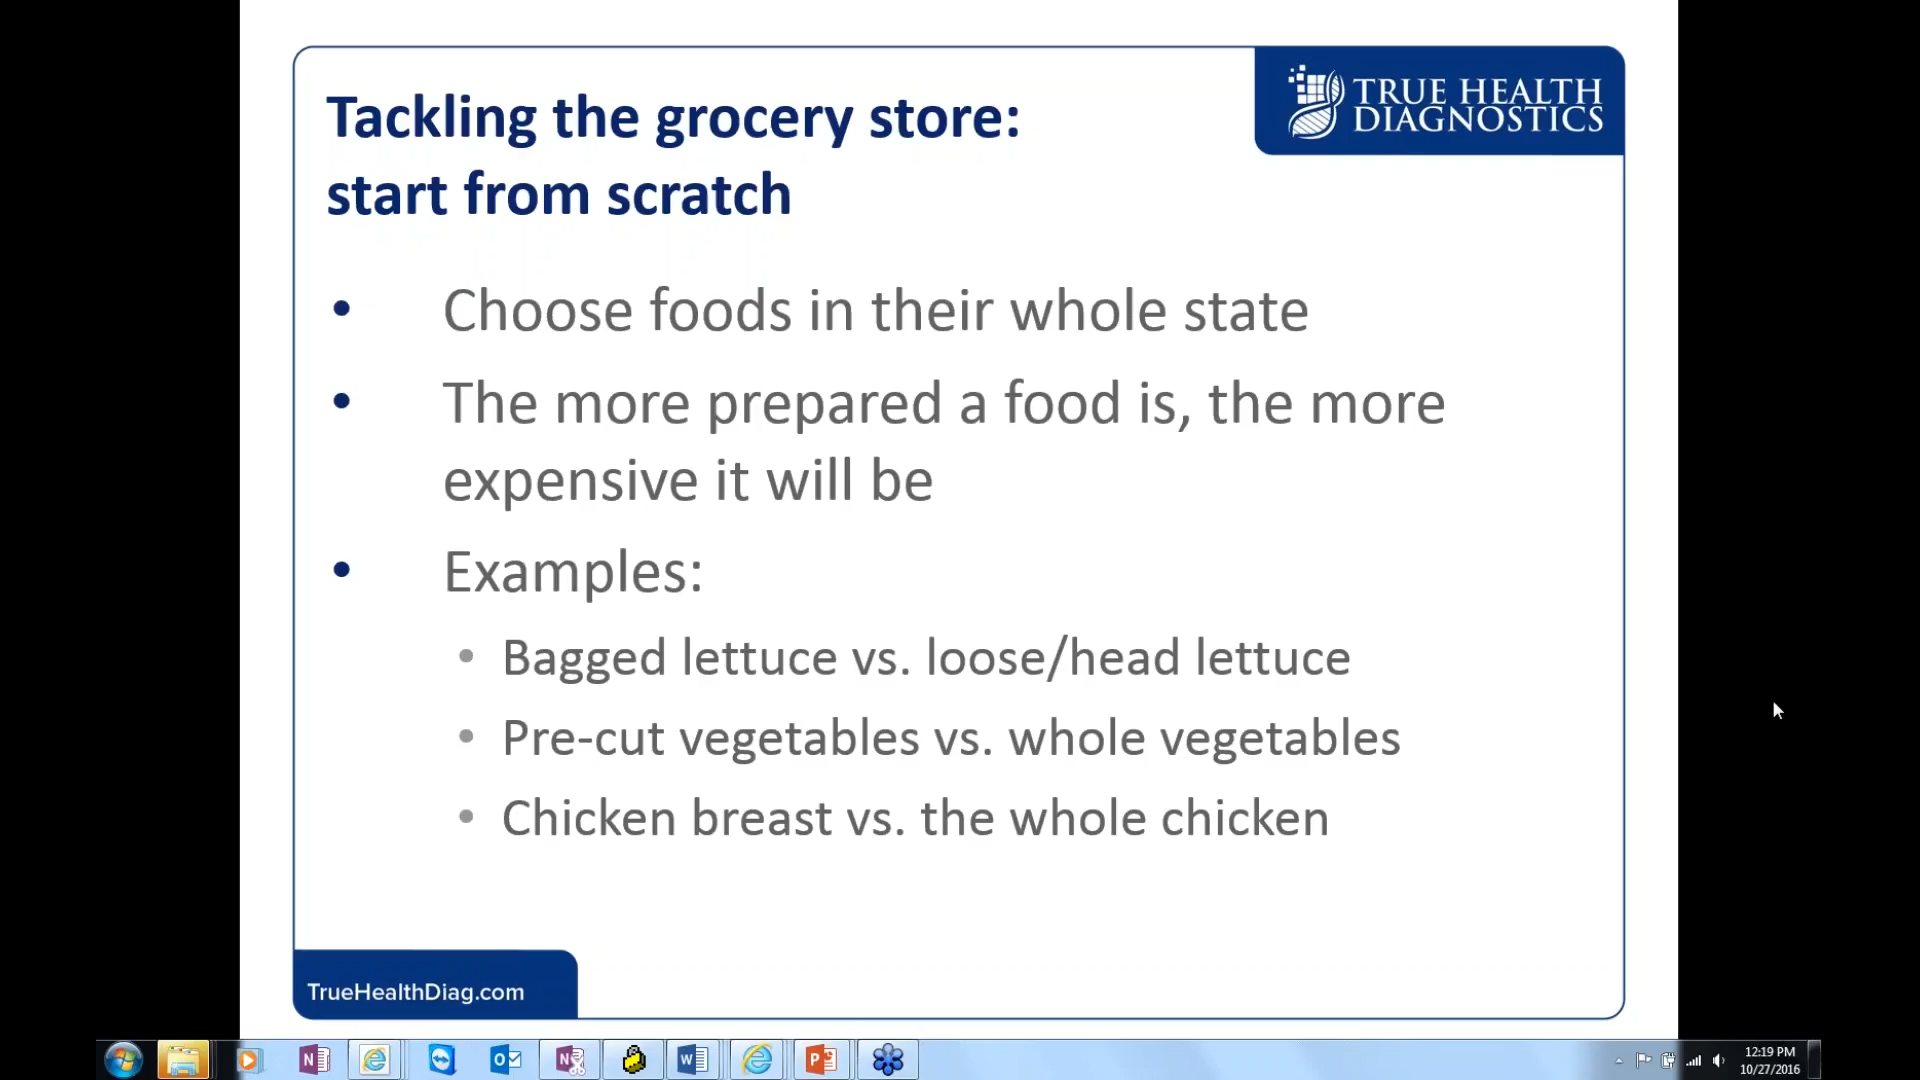 Tackling the grocery store:
start from scratch
TRUE HEALTH
DIAGNOSTICS
• Choose foods in their whole state
• The more prepared a food is, the more
expensive it will be
• Examples:
• Bagged lettuce vs. loose/head lettuce
• Pre-cut vegetables vs. whole vegetables
• Chicken breast vs. the whole chicken
TrueHealthDiag.com
12:19 PM
10/27/2016